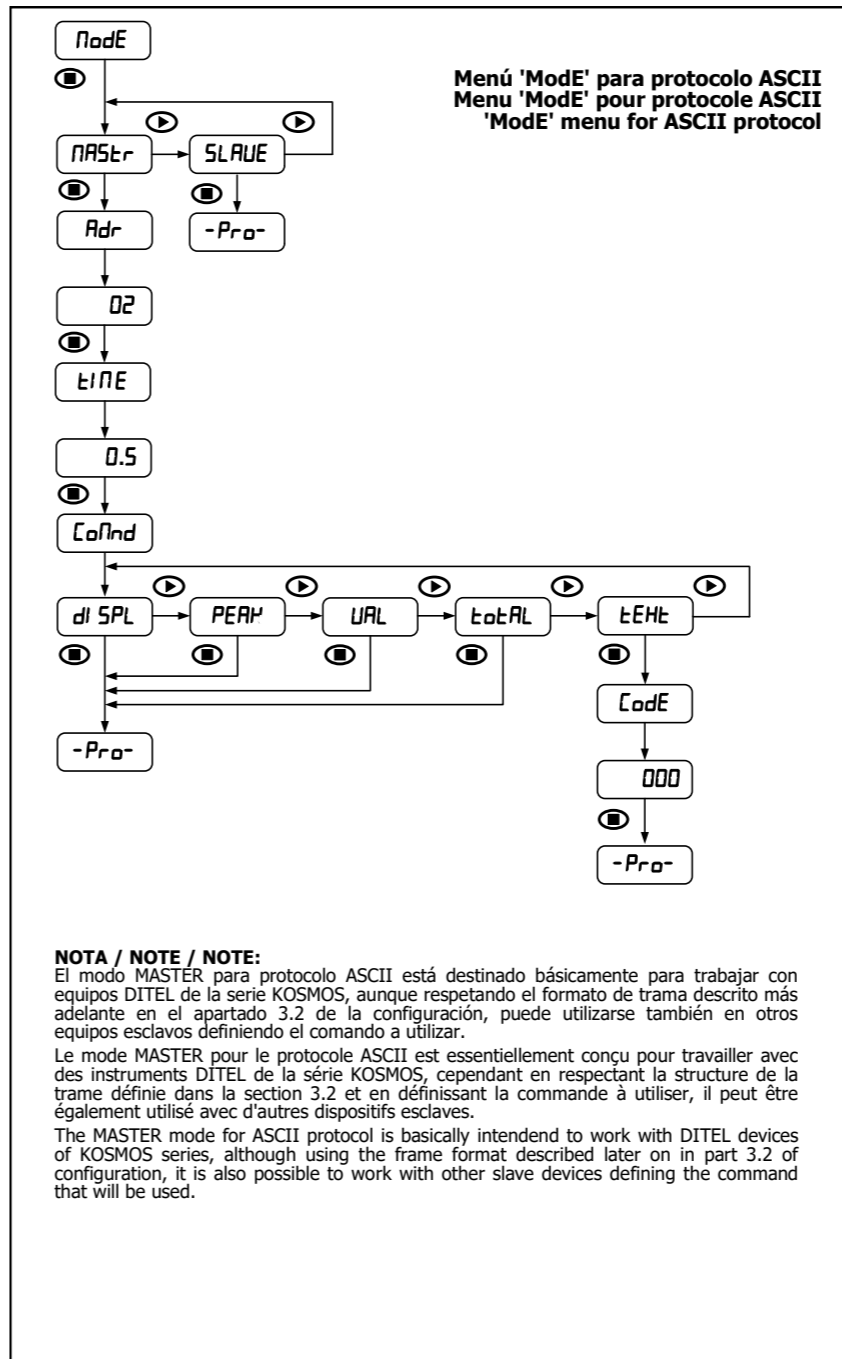 ModE
Menú 'ModE' para protocolo ASCII
Menu 'ModE' pour protocole ASCII
'ModE' menu for ASCII protocol
MAStr
SLAVE
Adr
-Pro-
02
tIME
0.5
CoMnd
dISPL
PEAK
VAL
totAL
tEHt
CodE
-Pro-
000
-Pro-
NOTA / NOTE / NOTE:
El modo MASTER para protocolo ASCII está destinado básicamente para trabajar con
equipos DITEL de la serie KOSMOS, aunque respetando el formato de trama descrito más
adelante en el apartado 3.2 de la configuración, puede utilizarse también en otros
equipos esclavos definiendo el comando a utilizar.
Le mode MASTER pour le protocole ASCII est essentiellement conçu pour travailler avec
des instruments DITEL de la série KOSMOS, cependant en respectant la structure de la
trame définie dans la section 3.2 et en définissant la commande à utiliser, il peut être
également utilisé avec d'autres dispositifs esclaves.
The MASTER mode for ASCII protocol is basically intendend to work with DITEL devices
of KOSMOS series, although using the frame format described later on in part 3.2 of
configuration, it is also possible to work with other slave devices defining the command
that will be used.